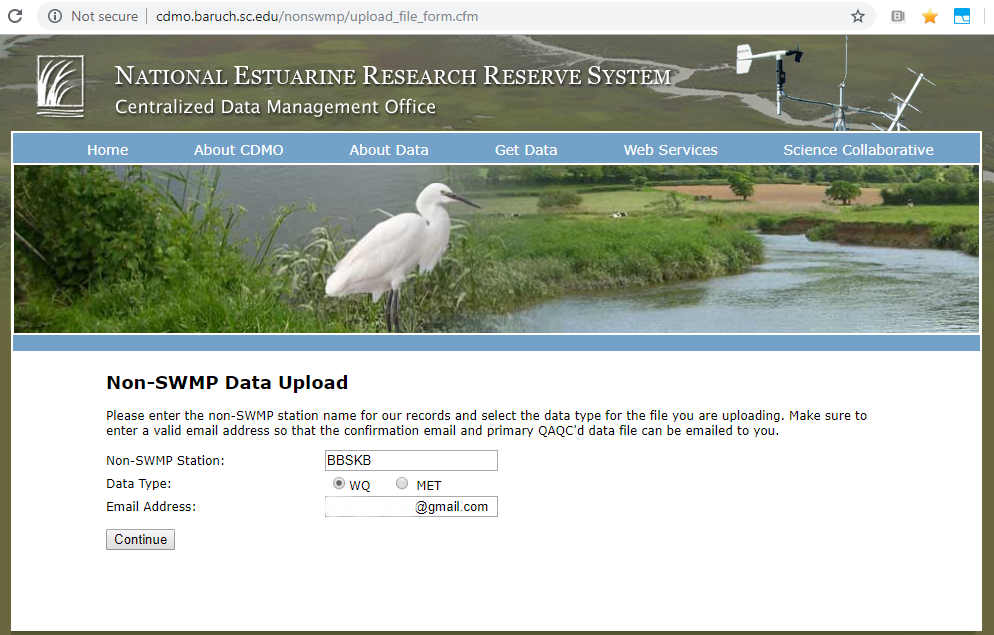 Not secure | cdmo.baruch.sc.edu/nonswmp/upload_file_form.cfm
National Estuarine Research Reserve System
Centralized Data Management Office
Home About CDMO About Data Get Data Web Services Science Collaborative
Non-SWMP Data Upload
Please enter the non-SWMP station name for our records and select the data type for the file you are uploading. Make sure to
enter a valid email address so that the confirmation email and primary QAQC'd data file can be emailed to you.
Non-SWMP Station: BBSKB
Data Type: WQ MET
Email Address: @gmail.com
Continue